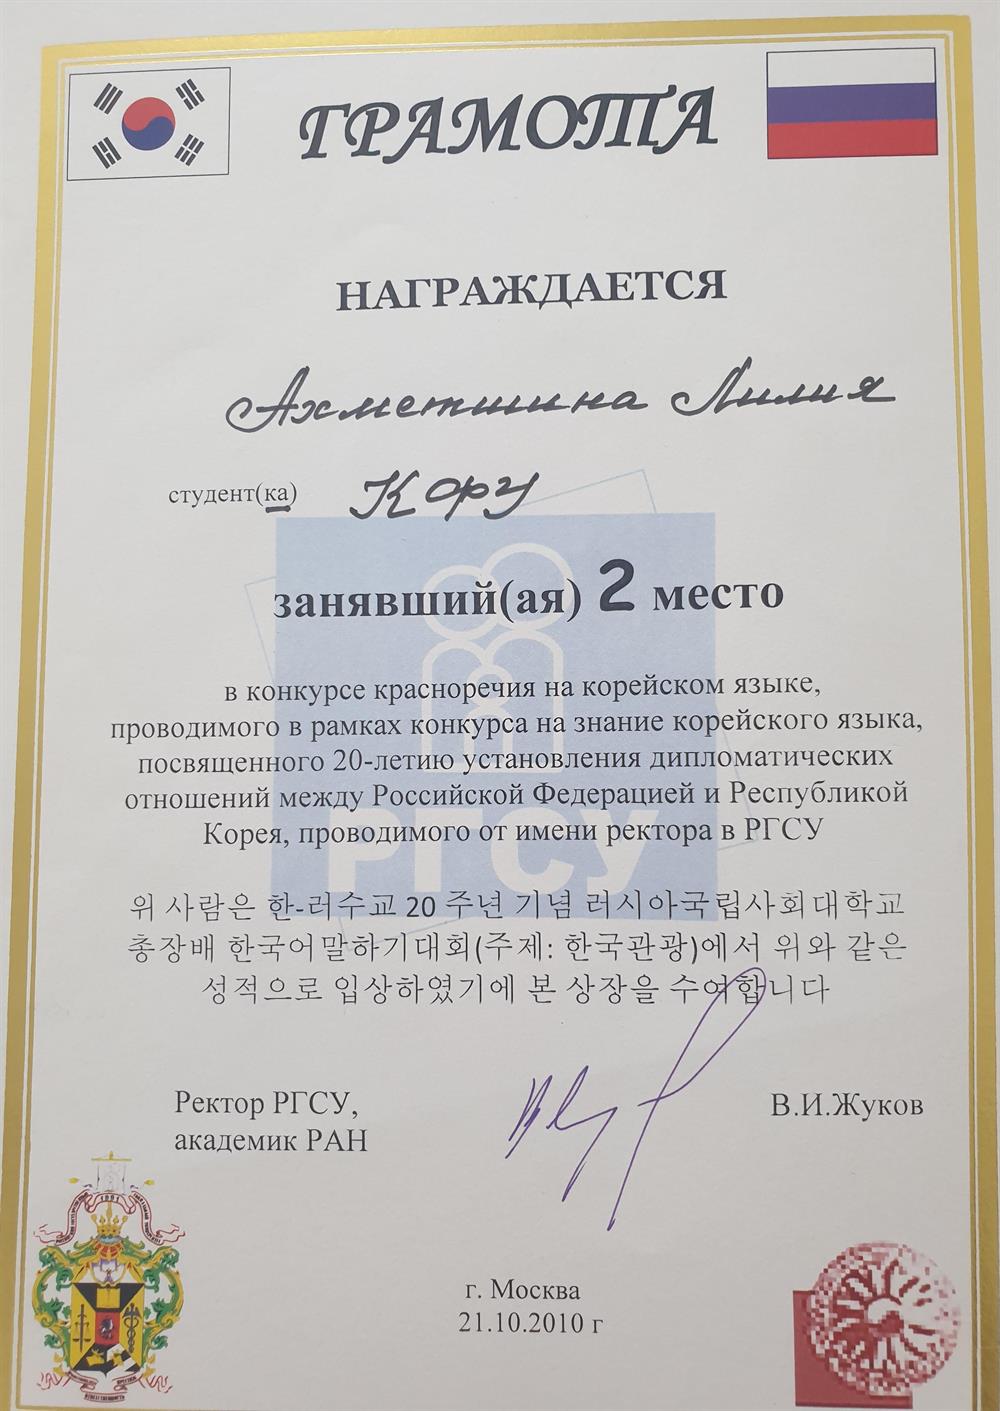 ГРАМОТА
НАГРАЖДАЕТСЯ
Ахметшина Лилия
студент(ка) КФУ
занявший(ая) 2 место
в конкурсе красноречия на корейском языке,
проводимого в рамках конкурса на знание корейского языка,
посвященного 20-летию установления дипломатических
отношений между Российской Федерацией и Республикой
Корея, проводимого от имени ректора в РГСУ
РГСУ
위 사람은 한-러수교 20 주년 기념 러시아국립사회대학교
총장배 한국어말하기대회(주제: 한국관광)에서 위와 같은
성적으로 입상하였기에 본 상장을 수여합니다
Ректор РГСУ,
академик РАН
В.И.Жуков
1991
г. Москва
21.10.2010 г